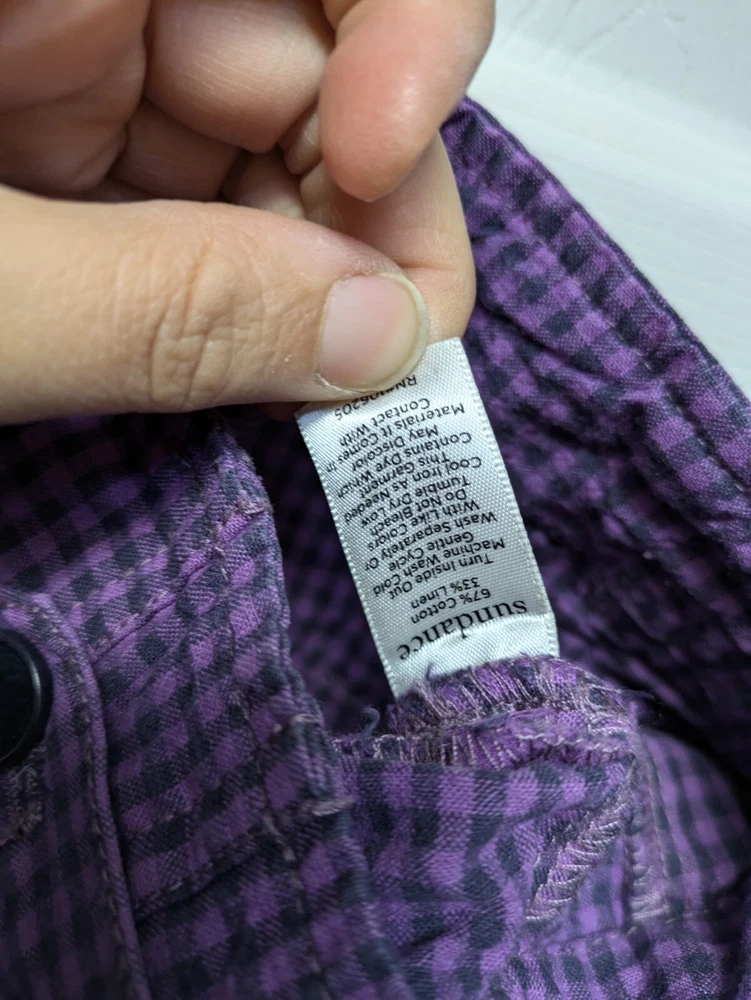 sundance
67% Cotton
33% Linen
Turn Inside Out
Machine Wash Cold
Gentle Cycle
Wash Separately Or
With Like Colors
Do Not Bleach
Tumble Dry Low
Cool Iron As Needed
This Garment
Contains Dye Which
May Discolor
Materials It Comes In
Contact With